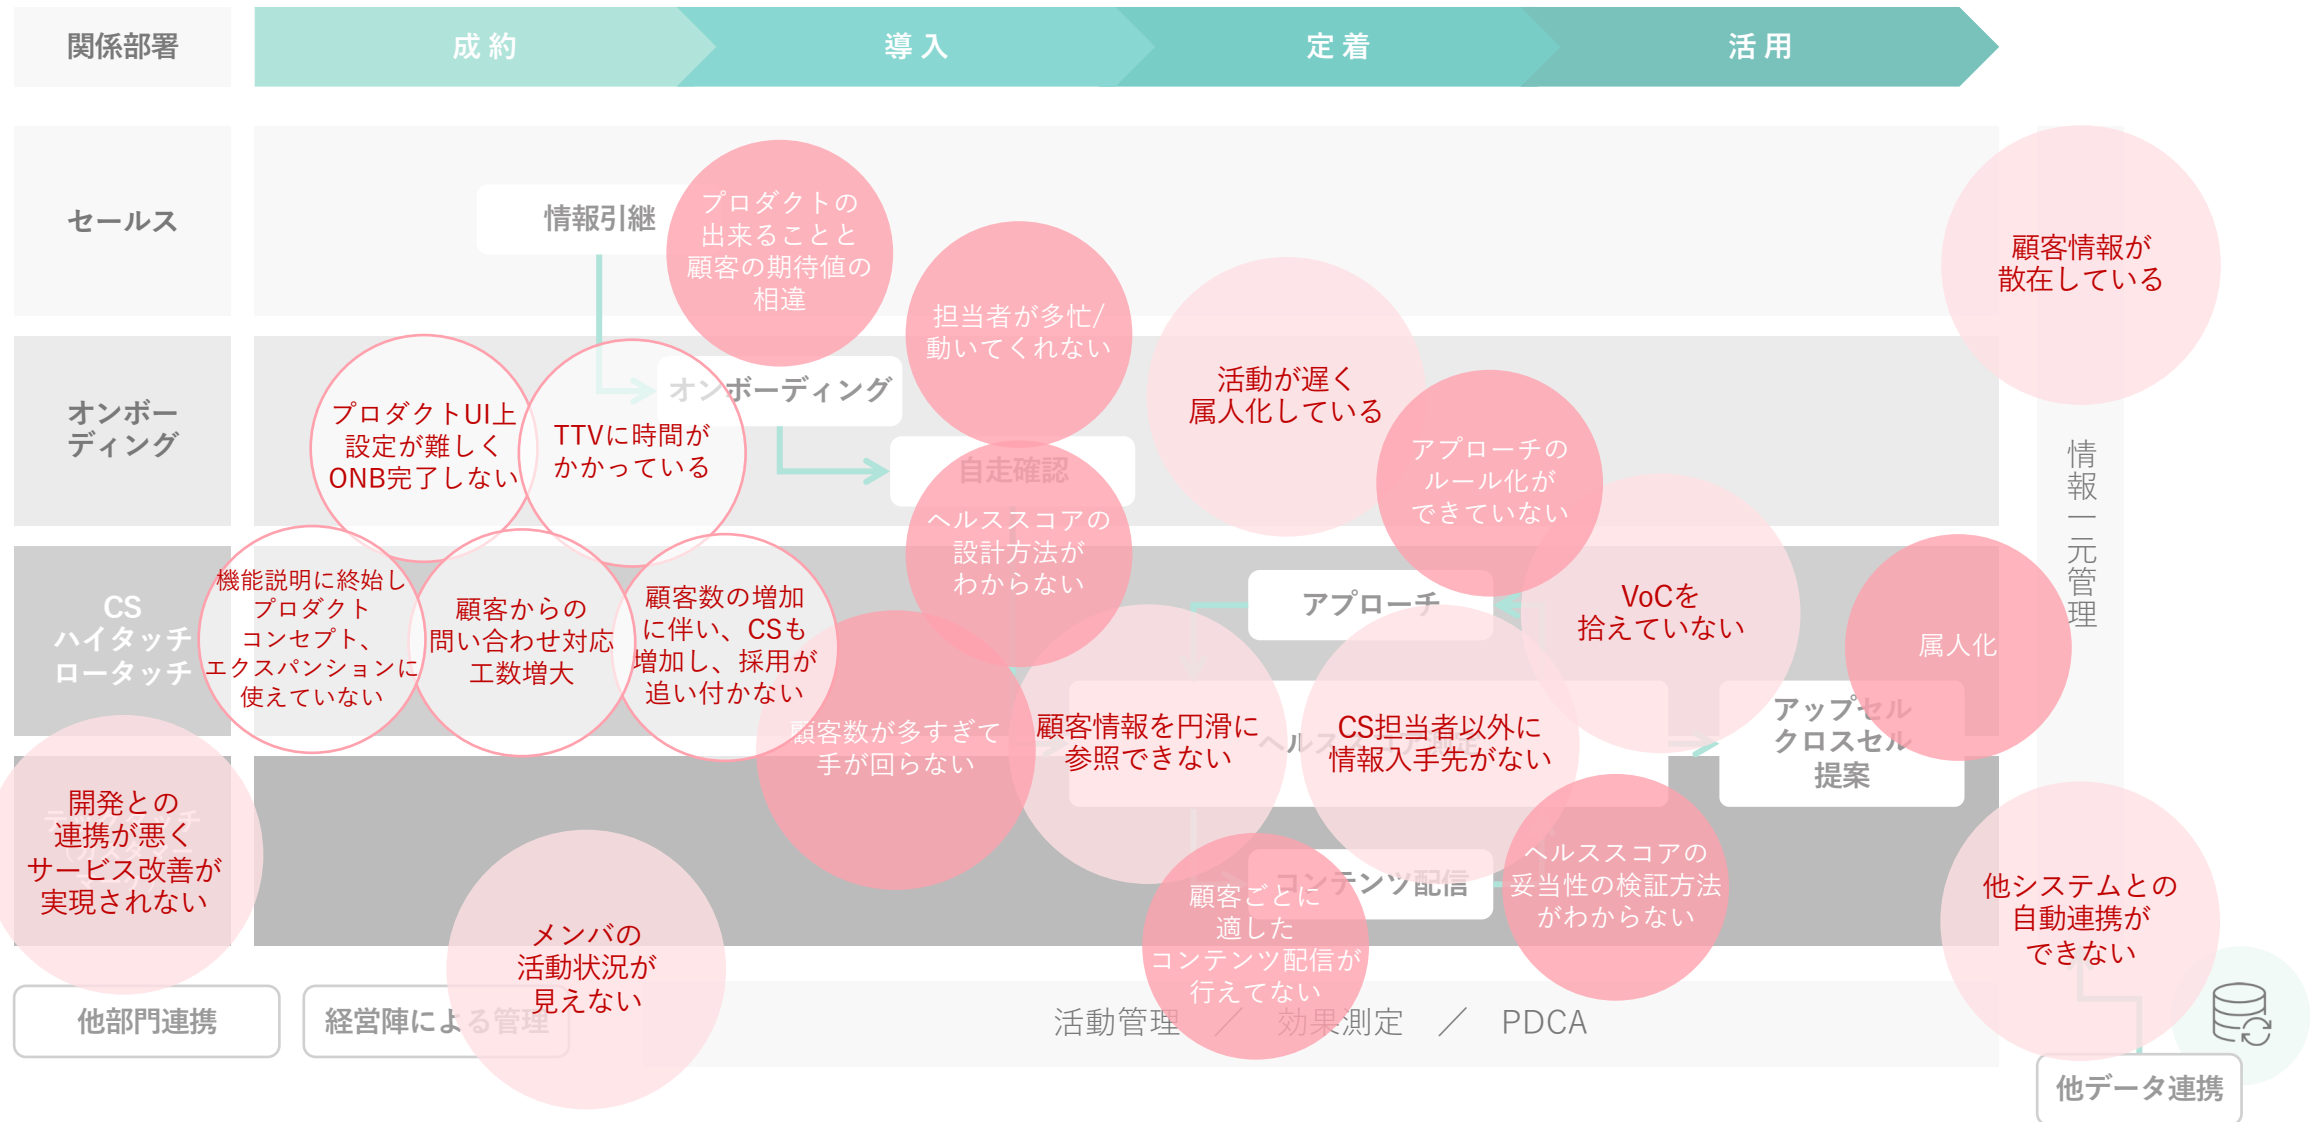 関係部署
成約
導入
定着
活用
セールス
情報引継
プロダクトの
出来ることと
顧客の期待値の
相違
担当者が多忙/
動いてくれない
活動が遅く
属人化している
顧客情報が
散在している
オンボー
ディング
プロダクトUI上
設定が難しく
ONB完了しない
TTVに時間が
かかっている
オンボーディング
自走確認
ヘルススコアの
設計方法が
わからない
アプローチの
ルール化が
できていない
情報一元管理
CS
ハイタッチ
ロータッチ
機能説明に終始し
プロダクト
コンセプト、
エクスパンションに
使えていない
顧客からの
問い合わせ対応
工数増大
顧客数の増加
に伴い、CSも
増加し、採用が
追い付かない
アプローチ
VoCを
拾えていない
属人化
顧客数が多すぎて
手が回らない
顧客情報を円滑に
参照できない
CS担当者以外に
情報入手先がない
アップセル
クロスセル
提案
開発との
連携が悪く
サービス改善が
実現されない
メンバの
活動状況が
見えない
コンテンツ配信
顧客ごとに
適した
コンテンツ配信が
行えてない
ヘルススコアの
妥当性の検証方法
がわからない
他システムとの
自動連携が
できない
他部門連携
経営陣による管理
活動管理 ／ 効果測定 ／ PDCA
他データ連携